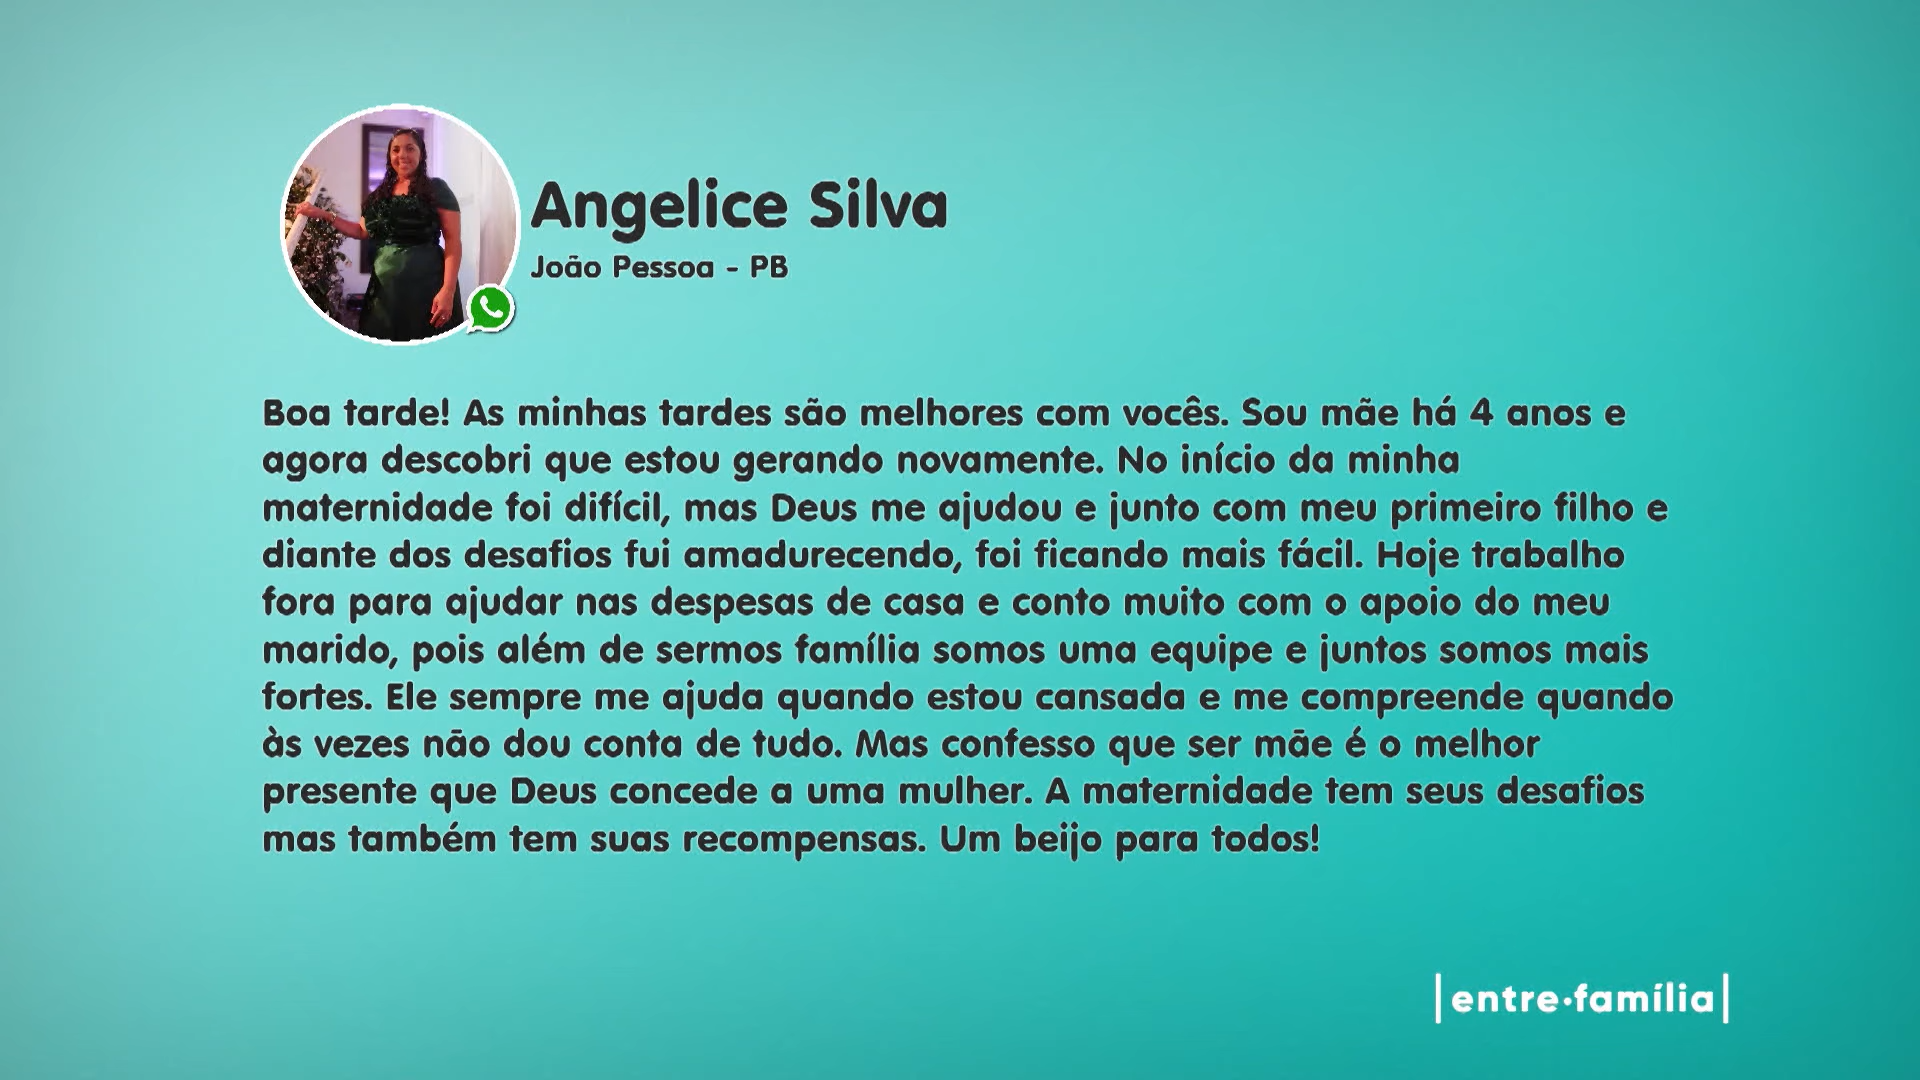 Angelice Silva
João Pessoa - PB
Boa tarde! As minhas tardes são melhores com vocês. Sou mãe há 4 anos e
agora descobri que estou gerando novamente. No início da minha
maternidade foi difícil, mas Deus me ajudou e junto com meu primeiro filho e
diante dos desafios fui amadurecendo, foi ficando mais fácil. Hoje trabalho
fora para ajudar nas despesas de casa e conto muito com o apoio do meu
marido, pois além de sermos família somos uma equipe e juntos somos mais
fortes. Ele sempre me ajuda quando estou cansada e me compreende quando
às vezes não dou conta de tudo. Mas confesso que ser mãe é o melhor
presente que Deus concede a uma mulher. A maternidade tem seus desafios
mas também tem suas recompensas. Um beijo para todos!
|entre·família|